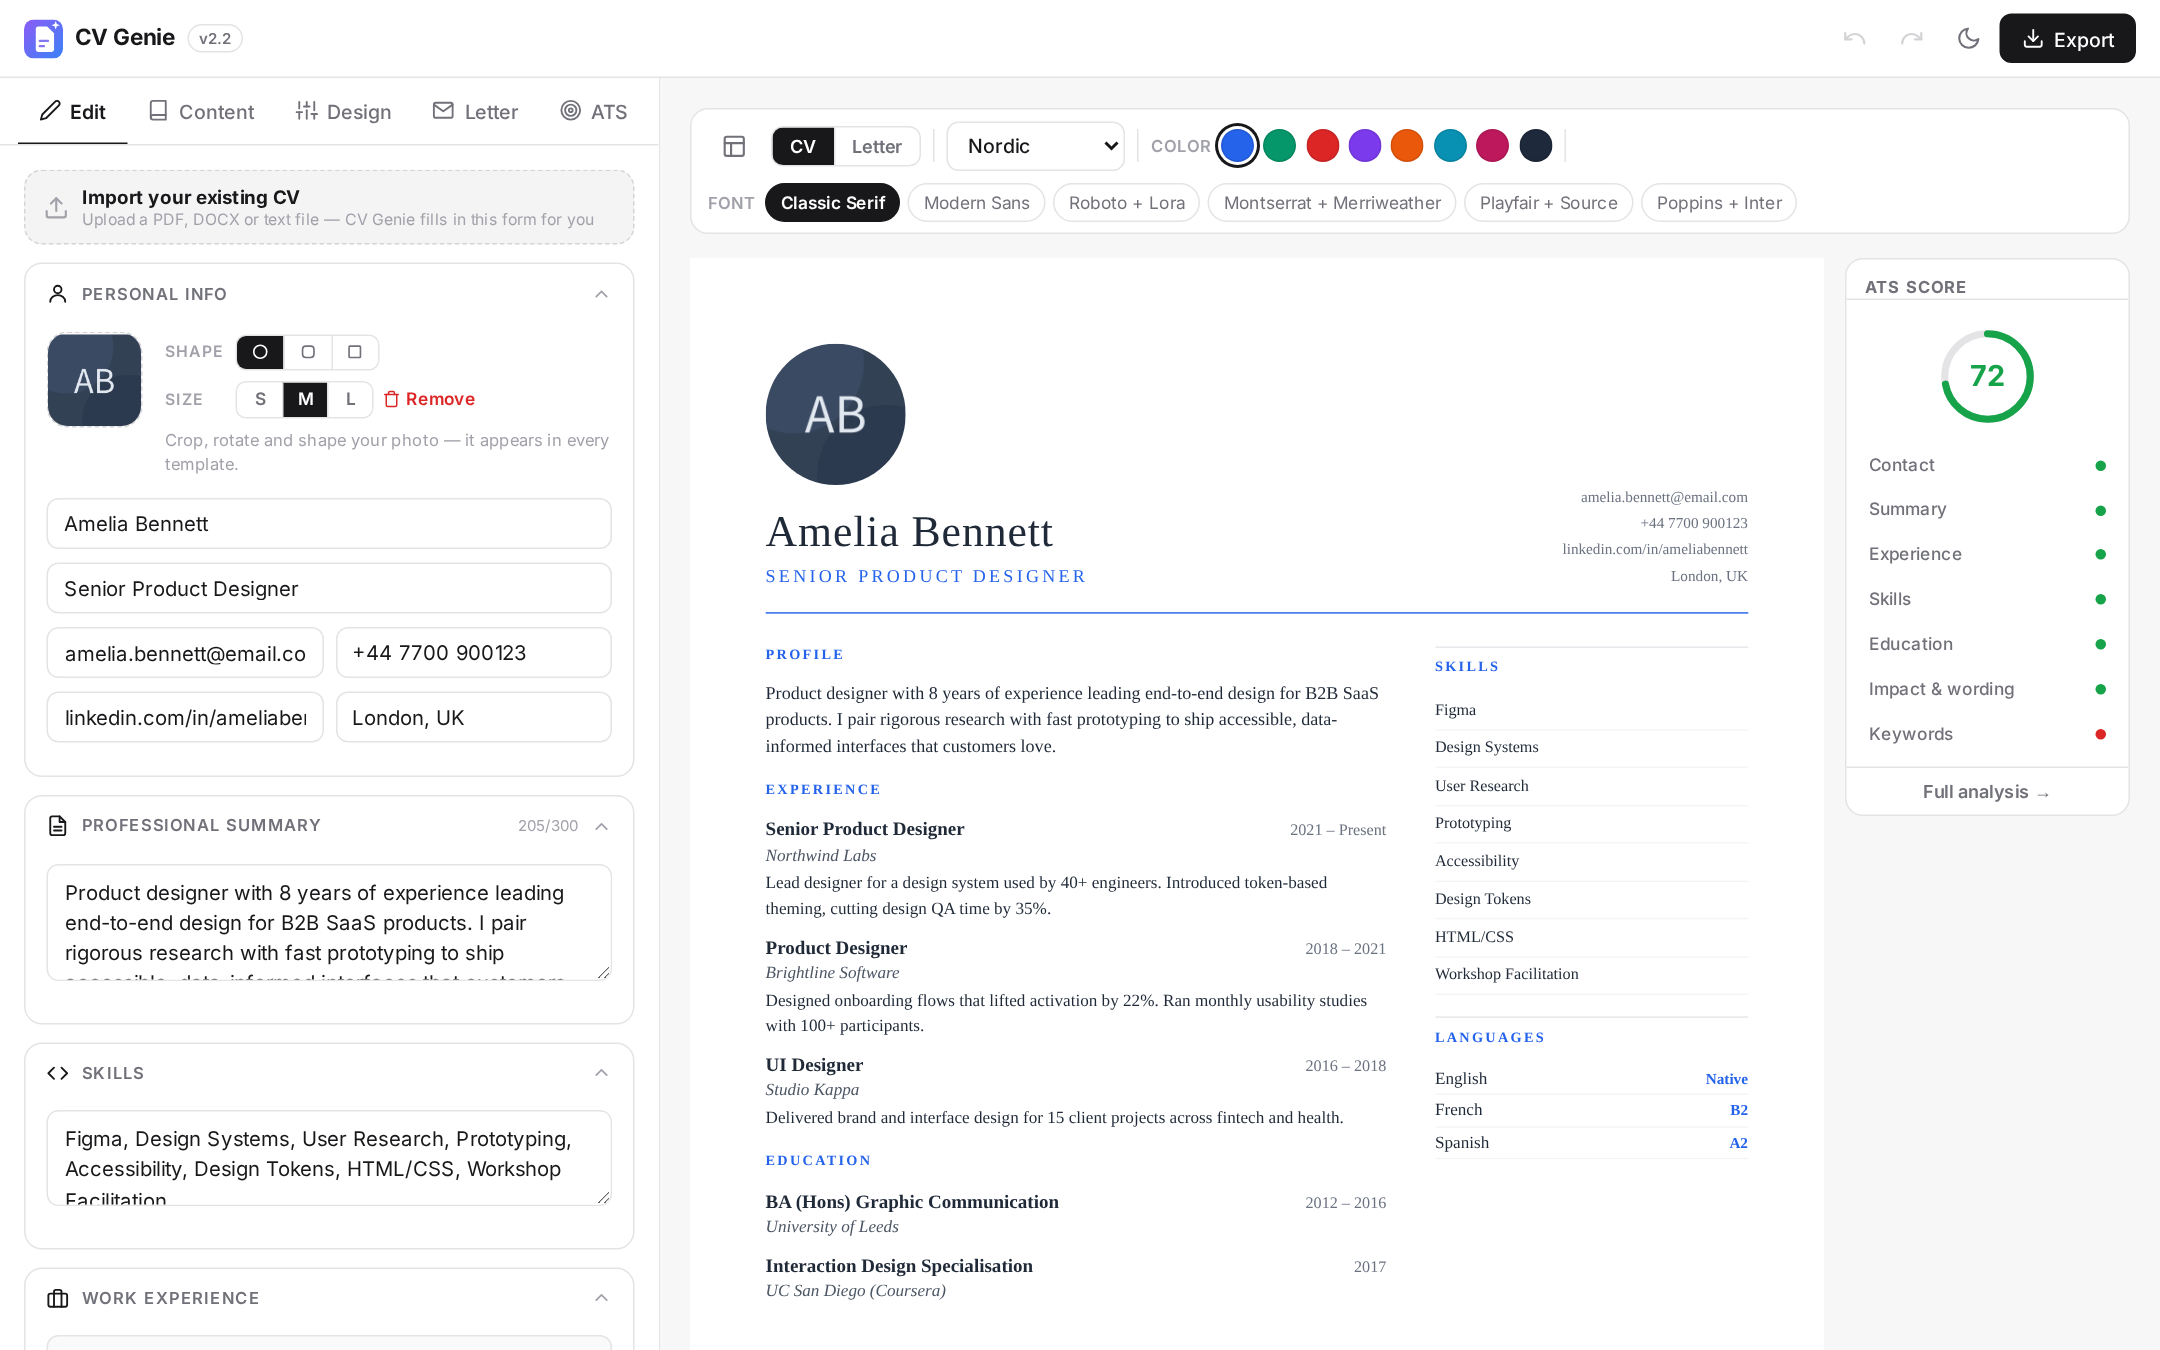 CV Genie
v2.2
Export
Edit
Content
Design
Letter
ATS
Import your existing CV
Upload a PDF, DOCX or text file — CV Genie fills in this form for you
PERSONAL INFO
AB
SHAPE
SIZE
S
M
L
Remove
Crop, rotate and shape your photo — it appears in every
template.
Amelia Bennett
Senior Product Designer
amelia.bennett@email.co
+44 7700 900123
linkedin.com/in/ameliaben
London, UK
PROFESSIONAL SUMMARY
205/300
Product designer with 8 years of experience leading
end-to-end design for B2B SaaS products. I pair
rigorous research with fast prototyping to ship
accessible, data-informed interfaces that customers
SKILLS
Figma, Design Systems, User Research, Prototyping,
Accessibility, Design Tokens, HTML/CSS, Workshop
Facilitation
WORK EXPERIENCE
CV
Letter
Nordic
COLOR
FONT
Classic Serif
Modern Sans
Roboto + Lora
Montserrat + Merriweather
Playfair + Source
Poppins + Inter
AB
Amelia Bennett
SENIOR PRODUCT DESIGNER
amelia.bennett@email.com
+44 7700 900123
linkedin.com/in/ameliabennett
London, UK
PROFILE
Product designer with 8 years of experience leading end-to-end design for B2B SaaS
products. I pair rigorous research with fast prototyping to ship accessible, data-
informed interfaces that customers love.
EXPERIENCE
Senior Product Designer
2021 – Present
Northwind Labs
Lead designer for a design system used by 40+ engineers. Introduced token-based
theming, cutting design QA time by 35%.
Product Designer
2018 – 2021
Brightline Software
Designed onboarding flows that lifted activation by 22%. Ran monthly usability studies
with 100+ participants.
UI Designer
2016 – 2018
Studio Kappa
Delivered brand and interface design for 15 client projects across fintech and health.
EDUCATION
BA (Hons) Graphic Communication
2012 – 2016
University of Leeds
Interaction Design Specialisation
2017
UC San Diego (Coursera)
SKILLS
Figma
Design Systems
User Research
Prototyping
Accessibility
Design Tokens
HTML/CSS
Workshop Facilitation
LANGUAGES
English
Native
French
B2
Spanish
A2
ATS SCORE
72
Contact
Summary
Experience
Skills
Education
Impact & wording
Keywords
Full analysis →